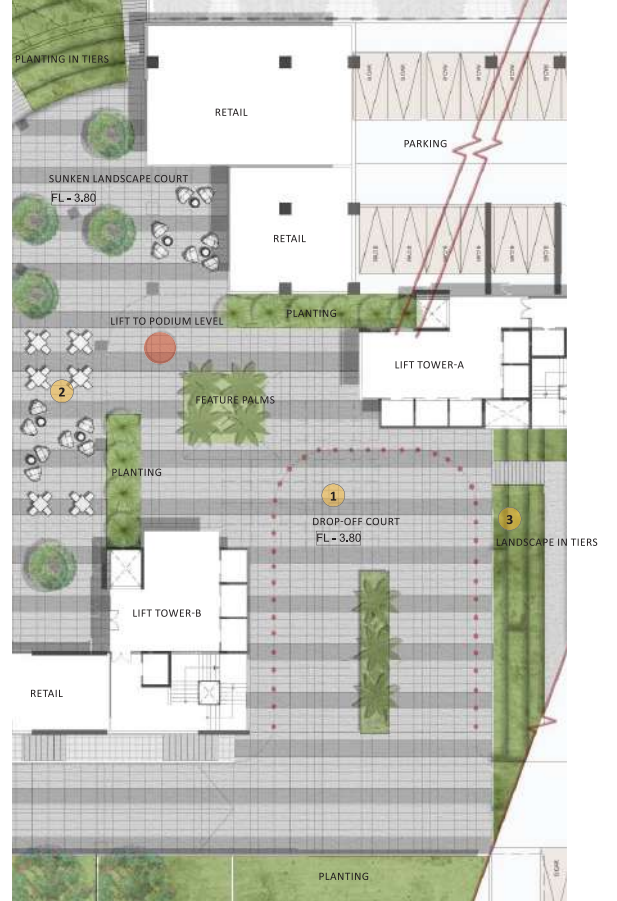 PLANTING IN TIERS
RETAIL
PARKING
SUNKEN LANDSCAPE COURT
FL - 3.80
RETAIL
PLANTING
LIFT TO PODIUM LEVEL
LIFT TOWER-A
2
FEATURE PALMS
PLANTING
1
DROP-OFF COURT
FL - 3.80
3
LANDSCAPE IN TIERS
LIFT TOWER-B
RETAIL
PLANTING